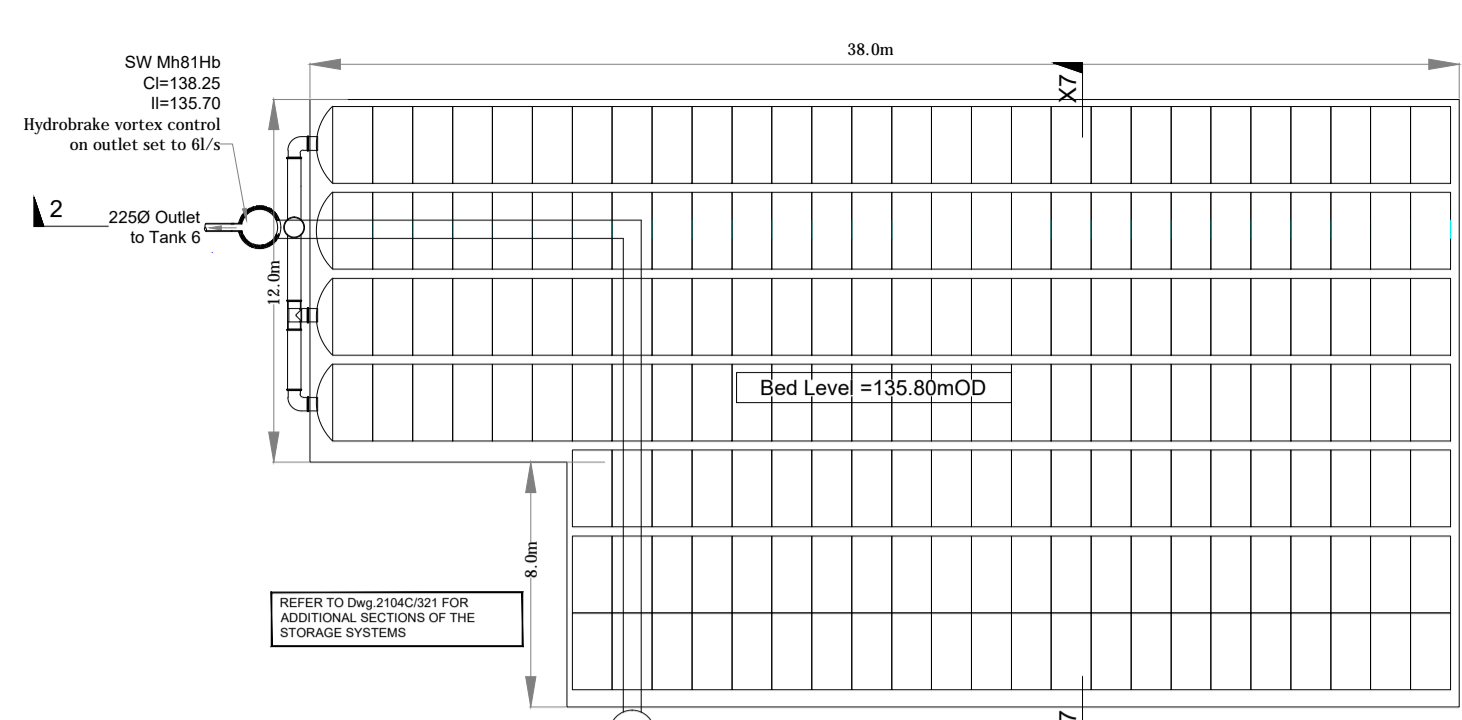 38.0m
SW Mh81Hb
Cl=138.25
Il=135.70
Hydrobrake vortex control
on outlet set to 6l/s
X7
2
225Ø Outlet
to Tank 6
12.0m
Bed Level =135.80mOD
8.0m
REFER TO Dwg.2104C/321 FOR
ADDITIONAL SECTIONS OF THE
STORAGE SYSTEMS
7